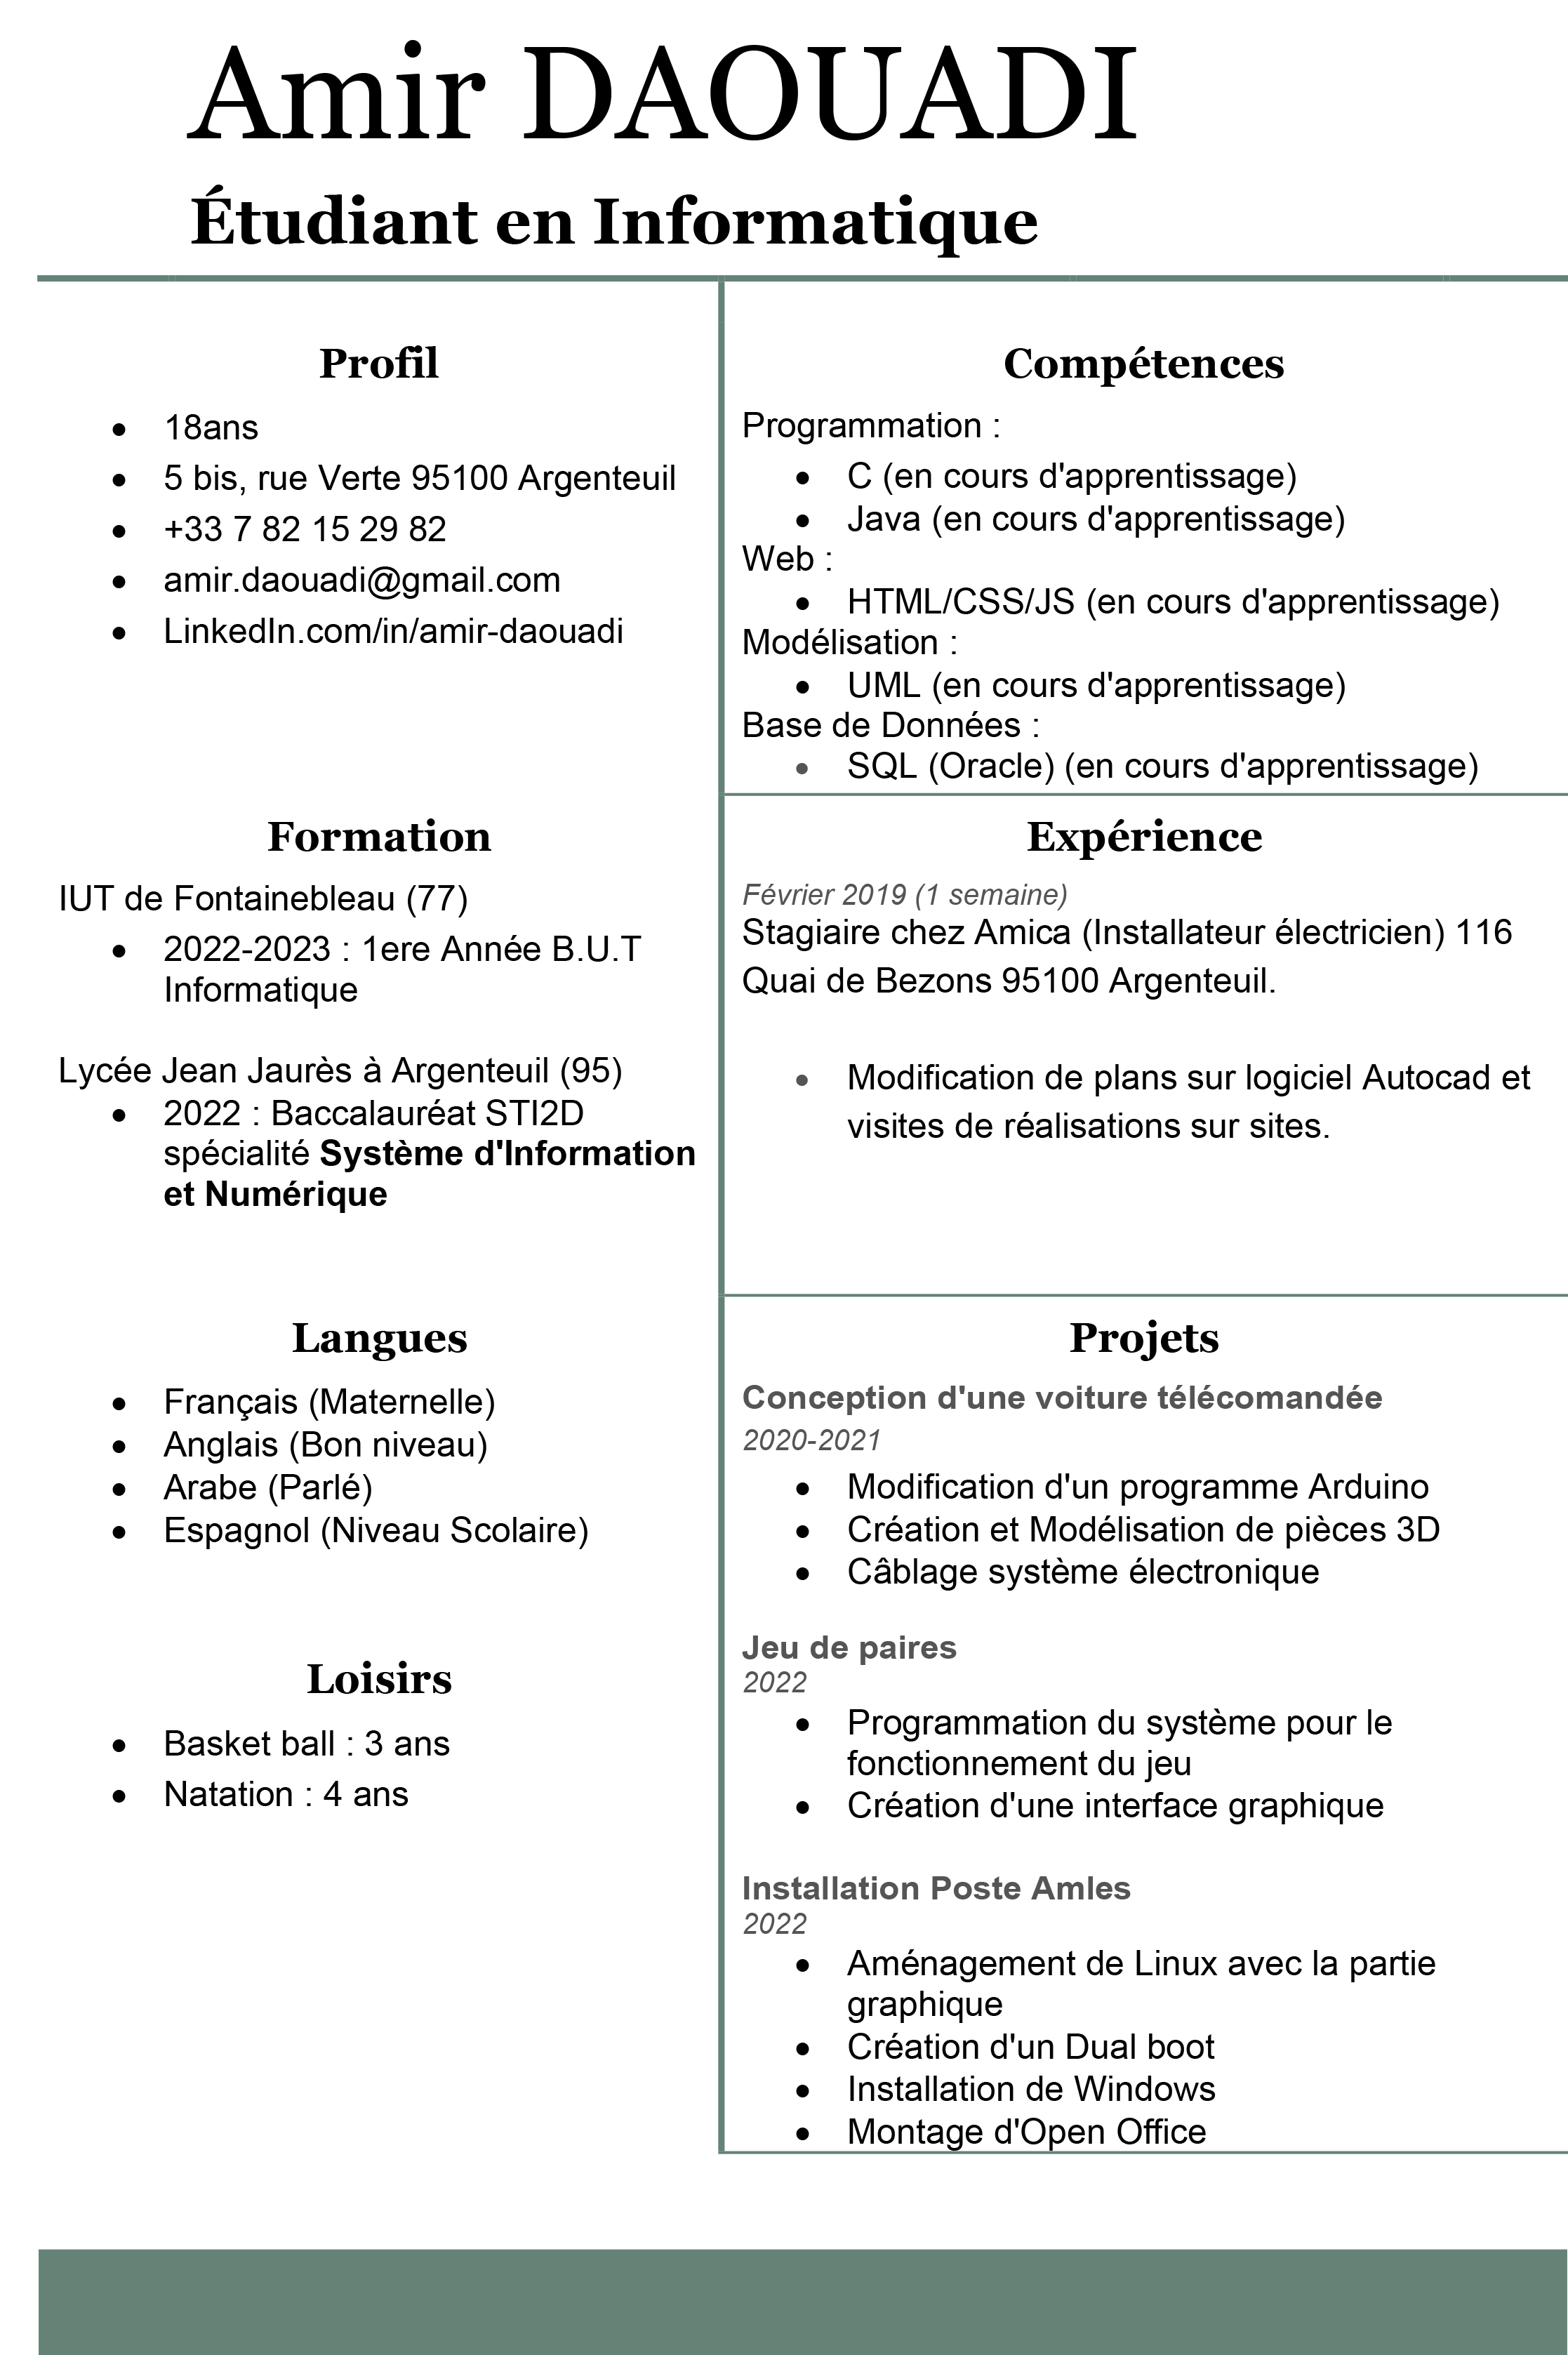 Amir DAOUADI
Étudiant en Informatique
Profil
• 18ans
• 5 bis, rue Verte 95100 Argenteuil
• +33 7 82 15 29 82
• amir.daouadi@gmail.com
• LinkedIn.com/in/amir-daouadi
Formation
IUT de Fontainebleau (77)
• 2022-2023 : 1ere Année B.U.T
Informatique
Lycée Jean Jaurès à Argenteuil (95)
• 2022 : Baccalauréat STI2D
spécialité Système d'Information
et Numérique
Langues
• Français (Maternelle)
• Anglais (Bon niveau)
• Arabe (Parlé)
• Espagnol (Niveau Scolaire)
Loisirs
• Basket ball : 3 ans
• Natation : 4 ans
Compétences
Programmation :
• C (en cours d'apprentissage)
• Java (en cours d'apprentissage)
Web :
• HTML/CSS/JS (en cours d'apprentissage)
Modélisation :
• UML (en cours d'apprentissage)
Base de Données :
• SQL (Oracle) (en cours d'apprentissage)
Expérience
Février 2019 (1 semaine)
Stagiaire chez Amica (Installateur électricien) 116
Quai de Bezons 95100 Argenteuil.
• Modification de plans sur logiciel Autocad et
visites de réalisations sur sites.
Projets
Conception d'une voiture télécomandée
2020-2021
• Modification d'un programme Arduino
• Création et Modélisation de pièces 3D
• Câblage système électronique
Jeu de paires
2022
• Programmation du système pour le
fonctionnement du jeu
• Création d'une interface graphique
Installation Poste Amles
2022
• Aménagement de Linux avec la partie
graphique
• Création d'un Dual boot
• Installation de Windows
• Montage d'Open Office